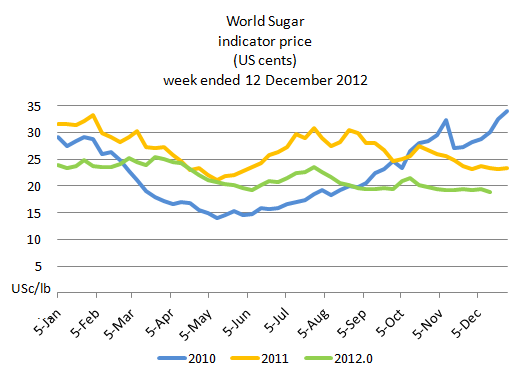 World Sugar
indicator price
(US cents)
week ended 12 December 2012
35
30
25
20
15
10
5
USc/lb
5-Jan
5-Feb
5-Mar
5-Apr
5-May
5-Jun
5-Jul
5-Aug
5-Sep
5-Oct
5-Nov
5-Dec
2010
2011
2012.0